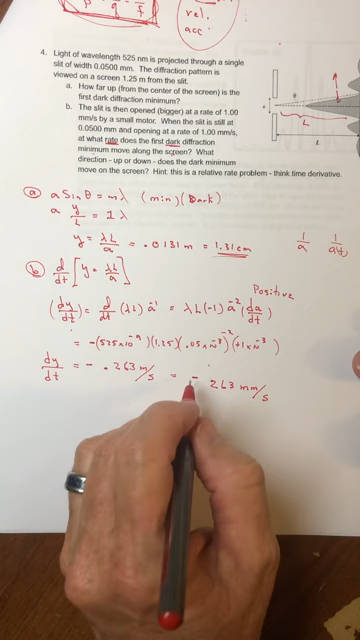 rel.
acc
4. Light of wavelength 525 nm is projected through a single
slit of width 0.0500 mm. The diffraction pattern is
viewed on a screen 1.25 m from the slit.
a. How far up (from the center of the screen) is the
first dark diffraction minimum?
b. The slit is then opened (bigger) at a rate of 1.00
mm/s by a small motor. When the slit is still at
0.0500 mm and opening at a rate of 1.00 mm/s,
at what rate does the first dark diffraction
minimum move along the screen? What
direction - up or down - does the dark minimum
move on the screen? Hint: this is a relative rate problem - think time derivative.
θ
L
ℓ
(a) a Sin θ = mλ (min) (Dark)
a y/L = 1 λ
y = λL/a = .0131 m = 1.31 cm
1/a 1/a(t)
(b) d/dt [y = λL/a]
Positive
(dy/dt) = d/dt (λL) a⁻¹ = λL(-1) a⁻² (da/dt)
= -(525x10⁻⁹)(1.25)(.05x10⁻³)⁻²(+1x10⁻³)
dy/dt = - .263 m/s = - 263 mm/s